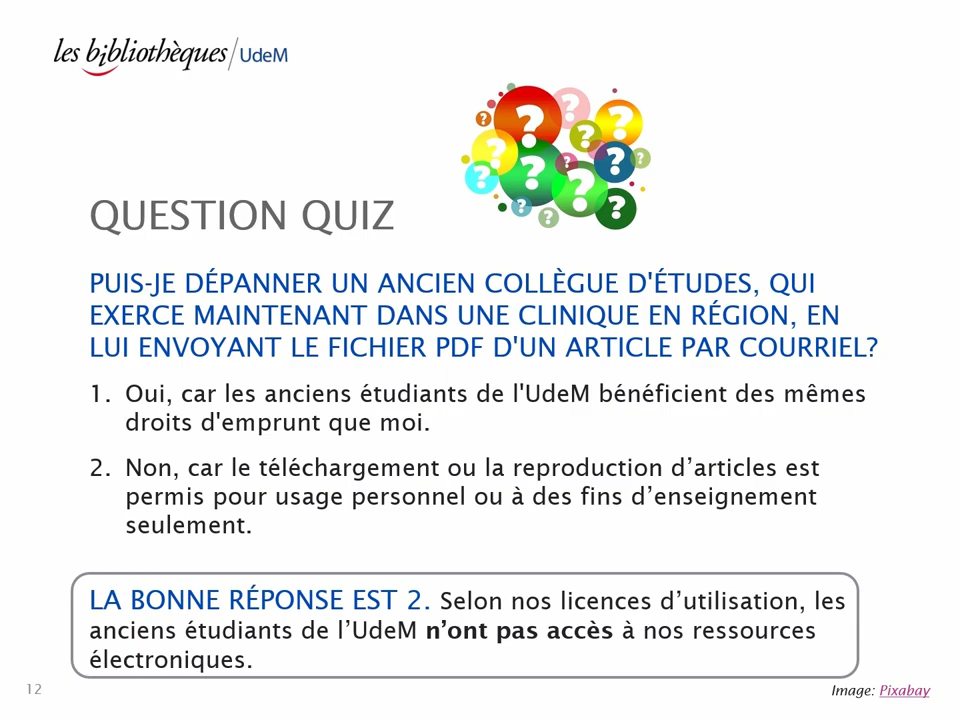 les bibliothèques/UdeM
? ? ? ? ? ? ? ? ? ? ? ? ? ?
QUESTION QUIZ
PUIS-JE DÉPANNER UN ANCIEN COLLÈGUE D'ÉTUDES, QUI
EXERCE MAINTENANT DANS UNE CLINIQUE EN RÉGION, EN
LUI ENVOYANT LE FICHIER PDF D'UN ARTICLE PAR COURRIEL?
1. Oui, car les anciens étudiants de l'UdeM bénéficient des mêmes
droits d'emprunt que moi.
2. Non, car le téléchargement ou la reproduction d’articles est
permis pour usage personnel ou à des fins d’enseignement
seulement.
LA BONNE RÉPONSE EST 2. Selon nos licences d’utilisation, les
anciens étudiants de l’UdeM n’ont pas accès à nos ressources
électroniques.
12
Image: Pixabay